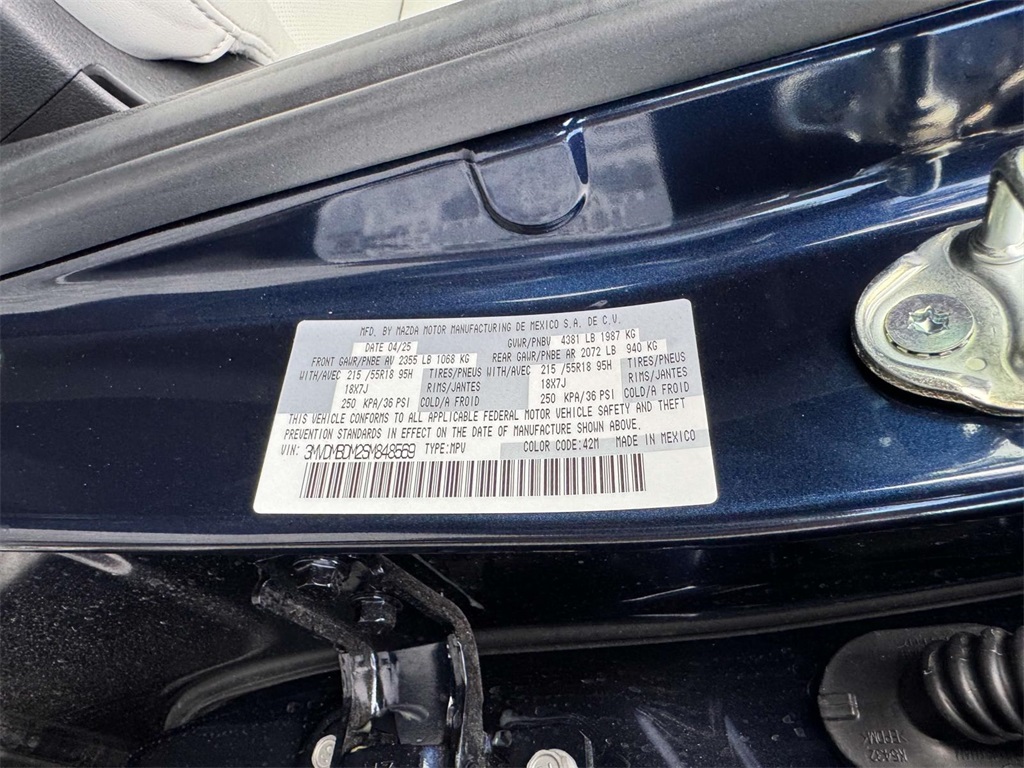 MFD. BY MAZDA MOTOR MANUFACTURING DE MEXICO S.A. DE C.V.
DATE 04/25 GVWR/PNBV 4381 LB 1987 KG
FRONT GAWR/PNBE AV 2355 LB 1068 KG REAR GAWR/PNBE AR 2072 LB 940 KG
WITH/AVEC 215 /55R18 95H TIRES/PNEUS WITH/AVEC 215 /55R18 95H TIRES/PNEUS
18X7J RIMS/JANTES 18X7J RIMS/JANTES
250 KPA/36 PSI COLD/A FROID 250 KPA/36 PSI COLD/A FROID
THIS VEHICLE CONFORMS TO ALL APPLICABLE FEDERAL MOTOR VEHICLE SAFETY AND THEFT
PREVENTION STANDARDS IN EFFECT ON THE DATE OF MANUFACTURE SHOWN ABOVE.
VIN: 3MVDMBDM2SM848569 TYPE:MPV COLOR CODE:42M MADE IN MEXICO